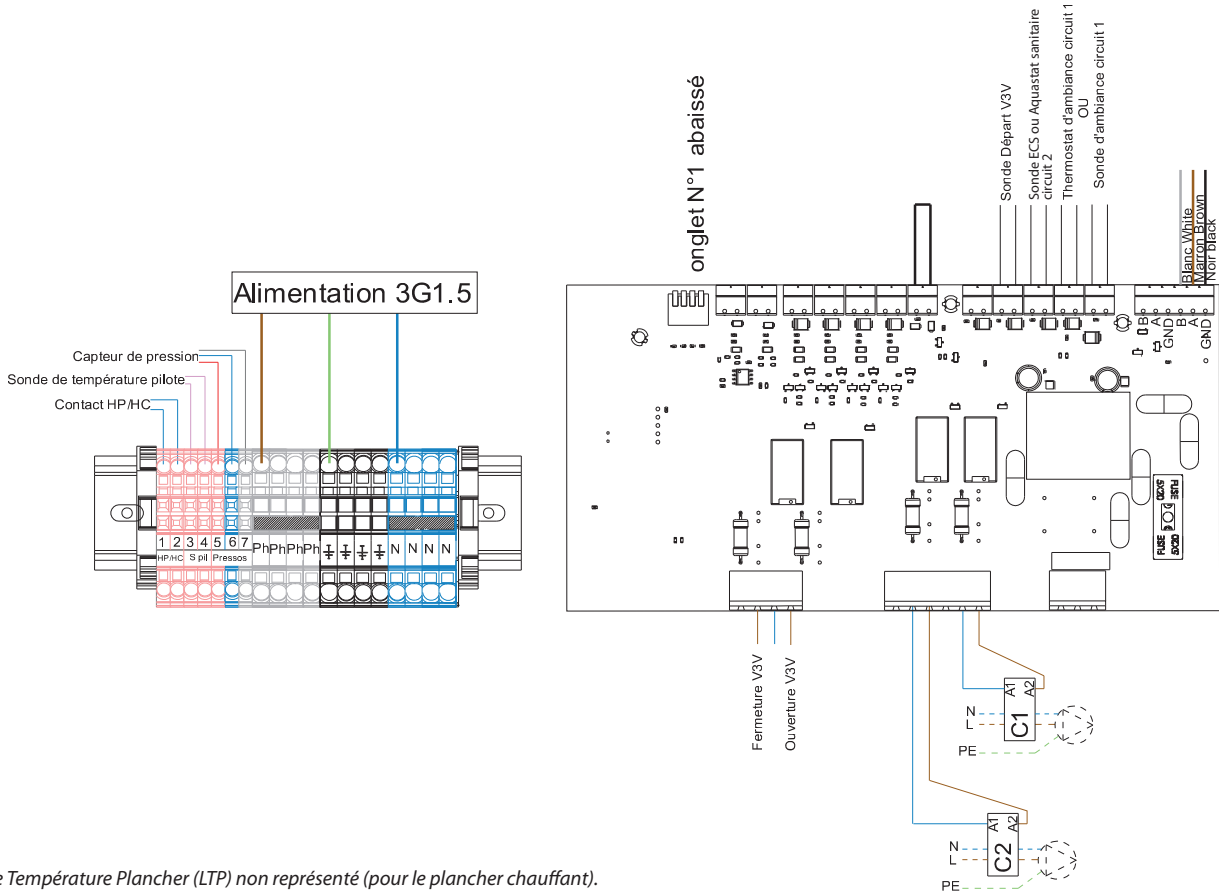 onglet N°1 abaissé
Sonde Départ V3V
Sonde ECS ou Aquastat sanitaire
circuit 2
Thermostat d'ambiance circuit 1
OU
Sonde d'ambiance circuit 1
Blanc White
Marron Brown
Noir black
Alimentation 3G1.5
Capteur de pression
Sonde de température pilote
Contact HP/HC
B
A
GND
B
A
GND
1 2 3 4 5 6 7 Ph Ph Ph Ph N N N N
HP/HC S pil Pressos
FUSE
5X20
FUSE
5X20
Fermeture V3V
Ouverture V3V
A1
A2
C1
N
L
PE
A1
A2
C2
N
L
PE
e Température Plancher (LTP) non représenté (pour le plancher chauffant).